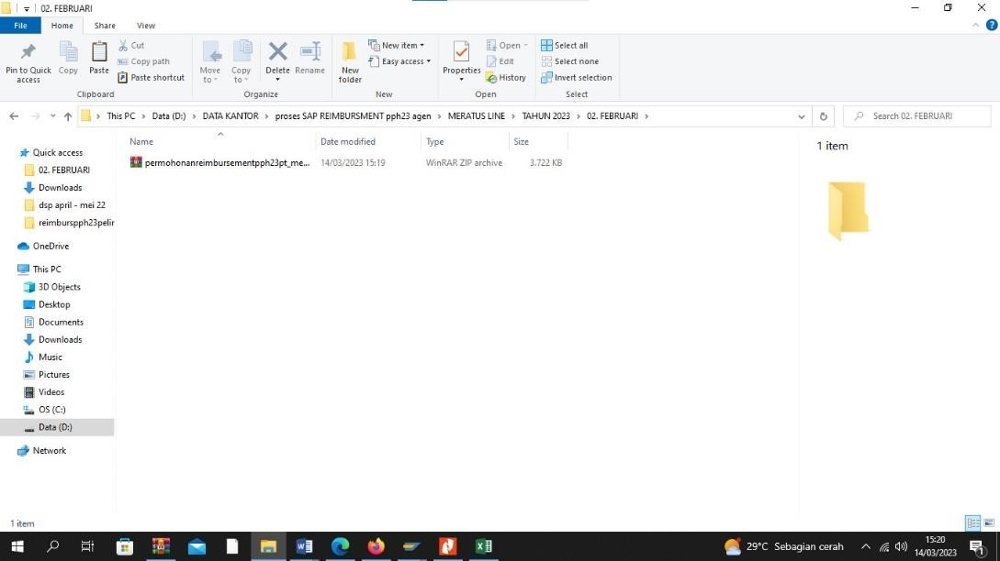 02. FEBRUARI
File Home Share View
Pin to Quick access
Copy
Paste
Cut
Copy path
Paste shortcut
Clipboard
Move to
Copy to
Delete
Rename
Organize
New folder
New item
Easy access
New
Properties
Open
Edit
History
Open
Select all
Select none
Invert selection
Select
This PC > Data (D:) > DATA KANTOR > proses SAP REIMBURSMENT pph23 agen > MERATUS LINE > TAHUN 2023 > 02. FEBRUARI >
Search 02. FEBRUARI
Quick access
02. FEBRUARI
Downloads
dsp april - mei 22
reimburspph23pelin
OneDrive
This PC
3D Objects
Desktop
Documents
Downloads
Music
Pictures
Videos
OS (C:)
Data (D:)
Network
Name Date modified Type Size
permohonanreimbursementpph23pt_me... 14/03/2023 15:19 WinRAR ZIP archive 3.722 KB
1 item
1 item
29°C Sebagian cerah
15:20
14/03/2023
1